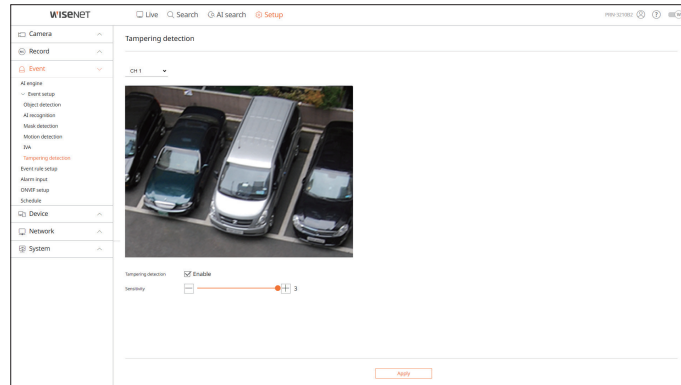 WISENET
Live Search AI search Setup
Camera
Record
Event
AI engine
Event setup
Object detection
AI recognition
Mask detection
Motion detection
IVA
Tampering detection
Event rule setup
Alarm input
ONVIF setup
Schedule
Device
Network
System
Tampering detection
CH 1
Tampering detection Enable
Sensitivity 3
Apply